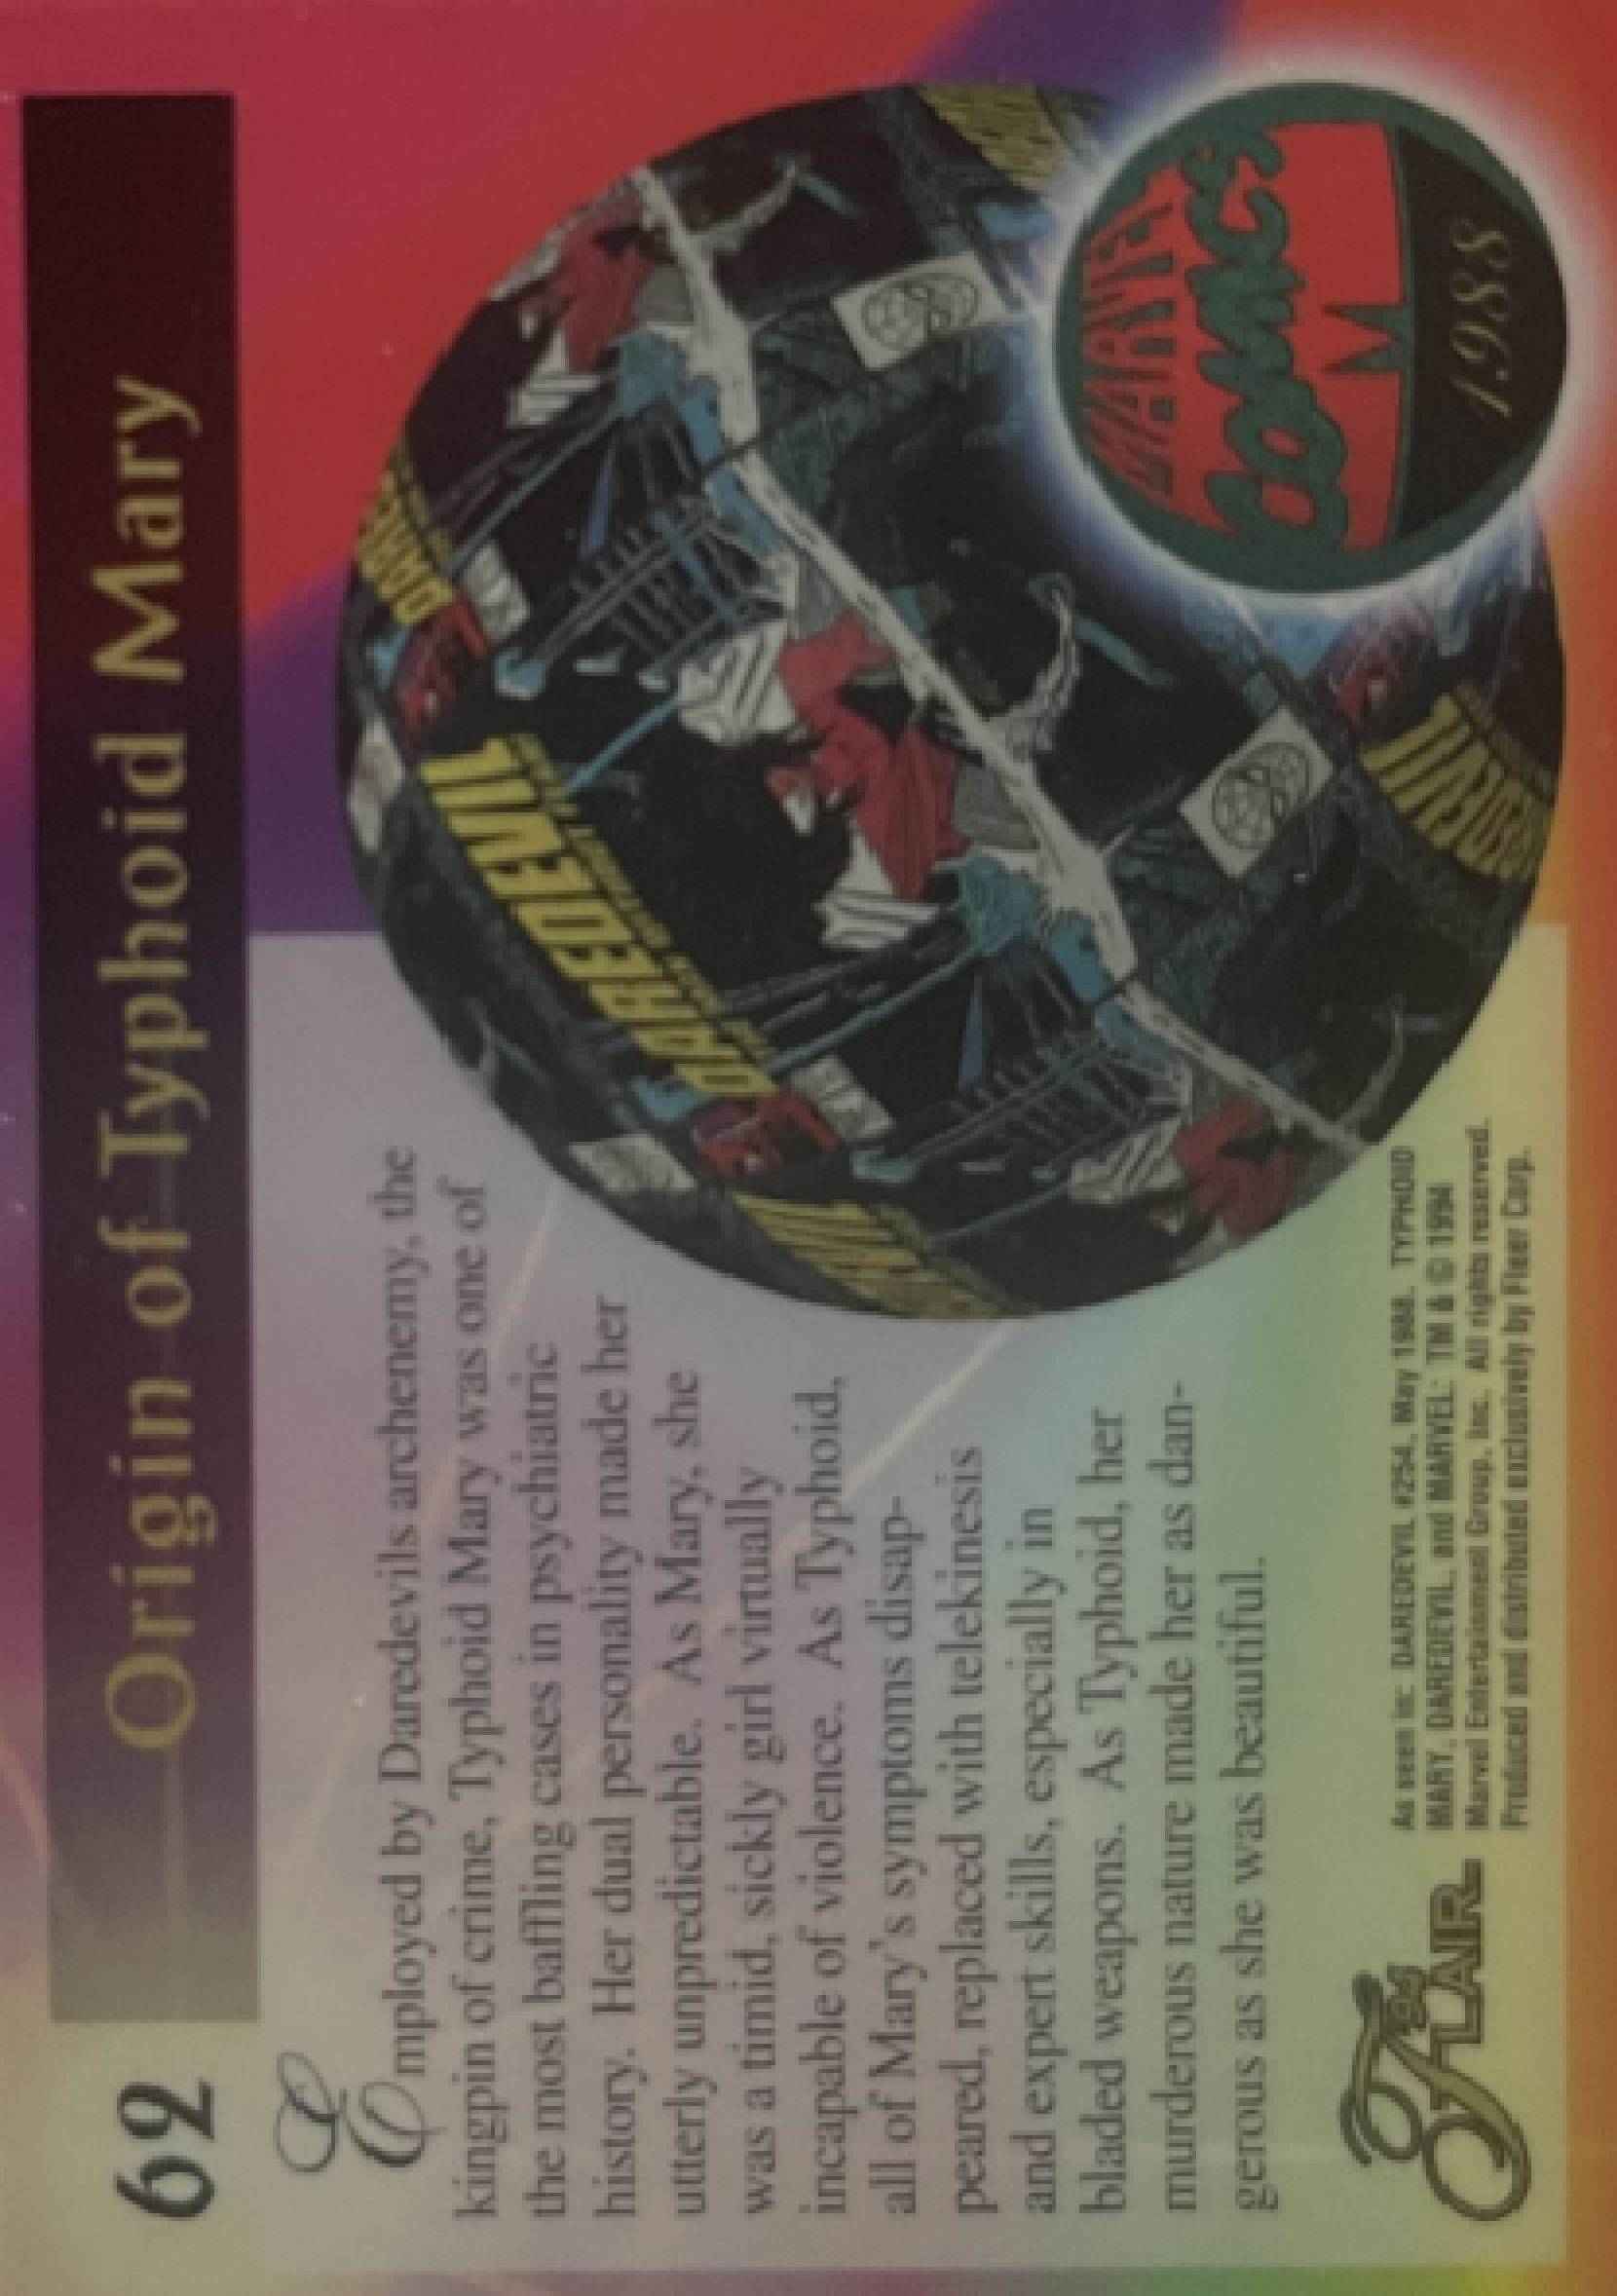 62
Origin of Typhoid Mary
Employed by Daredevils archenemy, the
kingpin of crime, Typhoid Mary was one of
the most baffling cases in psychiatric
history. Her dual personality made her
utterly unpredictable. As Mary, she
was a timid, sickly girl virtually
incapable of violence. As Typhoid,
all of Mary's symptoms disap-
peared, replaced with telekinesis
and expert skills, especially in
bladed weapons. As Typhoid, her
murderous nature made her as dan-
gerous as she was beautiful.
'94
FLAIR
As seen in: DAREDEVIL #254, May 1988. TYPHOID
MARY, DAREDEVIL, and MARVEL: TM & © 1994
Marvel Entertainment Group, Inc. All rights reserved.
Produced and distributed exclusively by Fleer Corp.
DAREDEVIL
THE MAN WITHOUT FEAR!
MARVEL
COMICS
1988